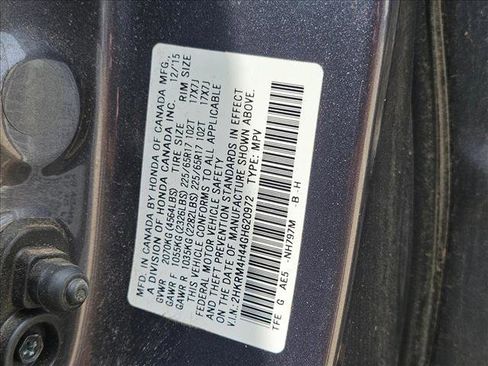 MFD. IN CANADA BY HONDA OF CANADA MFG.,
A DIVISION OF HONDA CANADA INC. 12/15
GVWR 2070KG (4564LBS) TIRE SIZE RIM SIZE
GAWR F 1055KG (2326LBS) 225/65R17 102T 17X7J
GAWR R 1035KG (2282LBS) 225/65R17 102T 17X7J
THIS VEHICLE CONFORMS TO ALL APPLICABLE
FEDERAL MOTOR VEHICLE SAFETY
AND THEFT PREVENTION STANDARDS IN EFFECT
ON THE DATE OF MANUFACTURE SHOWN ABOVE.
V.I.N.: 2HKRM4H44GH620972 TYPE: MPV
TFE G AE5 -NH797M -B -H